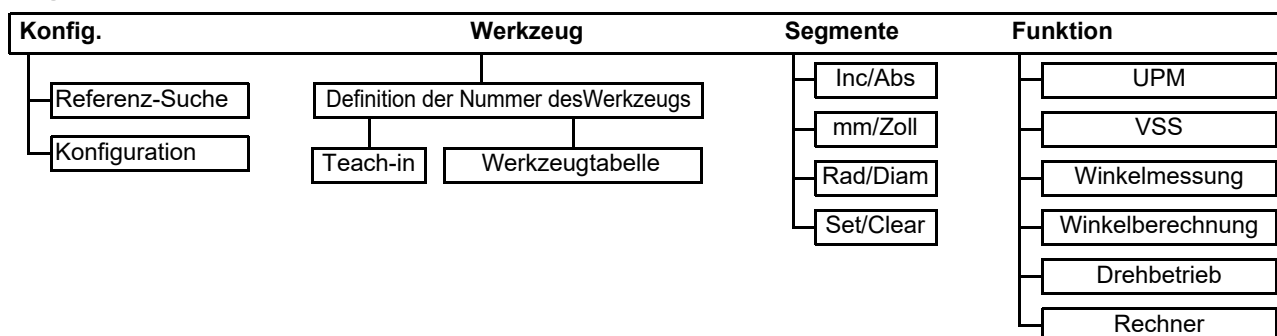 Konfig.
Werkzeug
Segmente
Funktion
Referenz-Suche
Konfiguration
Definition der Nummer desWerkzeugs
Teach-in
Werkzeugtabelle
Inc/Abs
mm/Zoll
Rad/Diam
Set/Clear
UPM
VSS
Winkelmessung
Winkelberechnung
Drehbetrieb
Rechner